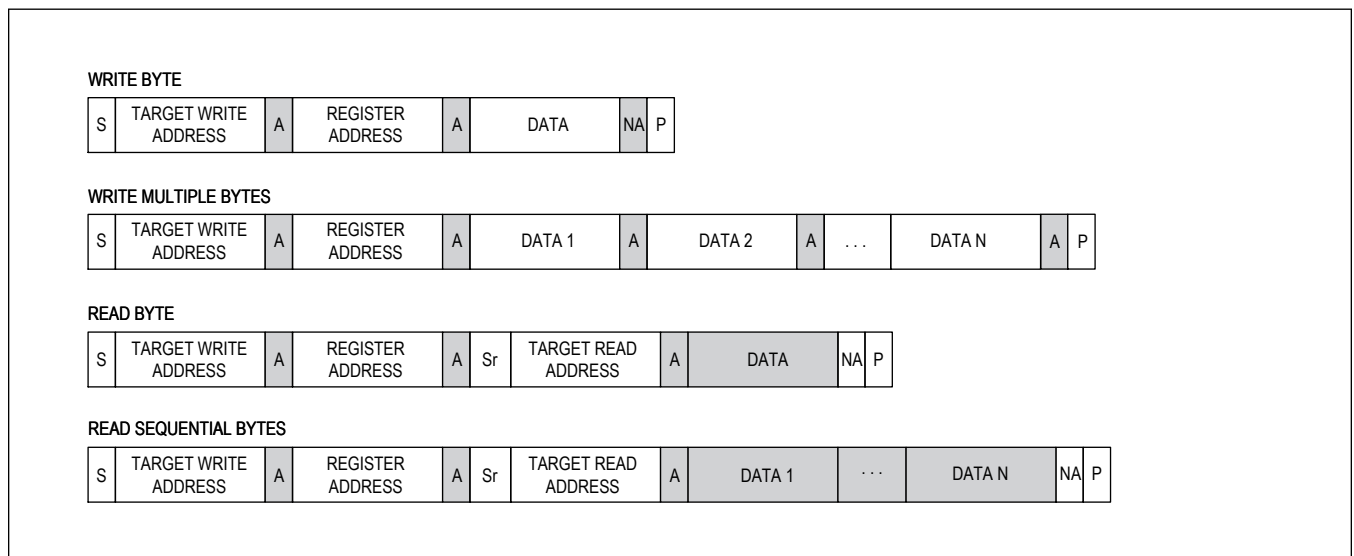 WRITE BYTE
S TARGET WRITE ADDRESS A REGISTER ADDRESS A DATA NA P
WRITE MULTIPLE BYTES
S TARGET WRITE ADDRESS A REGISTER ADDRESS A DATA 1 A DATA 2 A . . . DATA N A P
READ BYTE
S TARGET WRITE ADDRESS A REGISTER ADDRESS A Sr TARGET READ ADDRESS A DATA NA P
READ SEQUENTIAL BYTES
S TARGET WRITE ADDRESS A REGISTER ADDRESS A Sr TARGET READ ADDRESS A DATA 1 . . . DATA N NA P